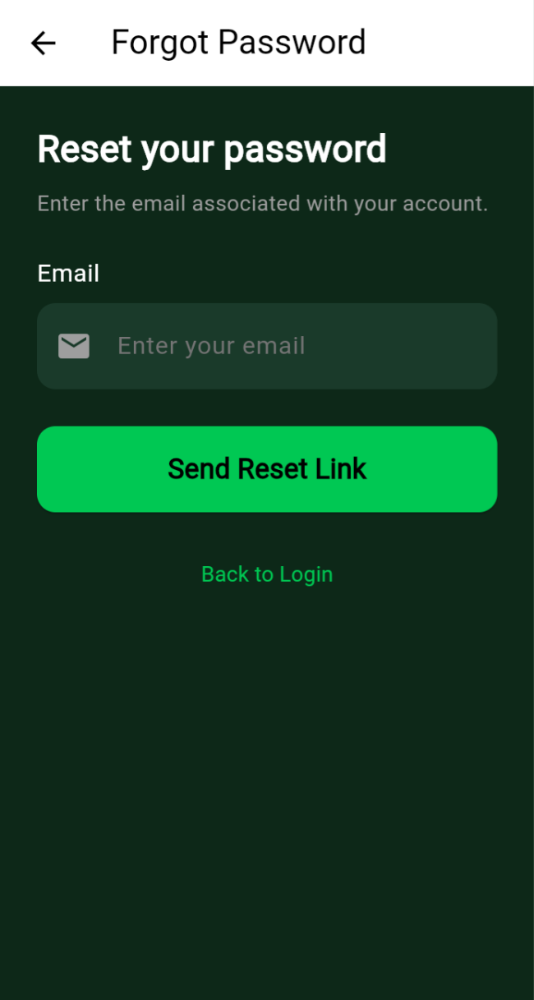 Forgot Password
Reset your password
Enter the email associated with your account.
Email
Enter your email
Send Reset Link
Back to Login